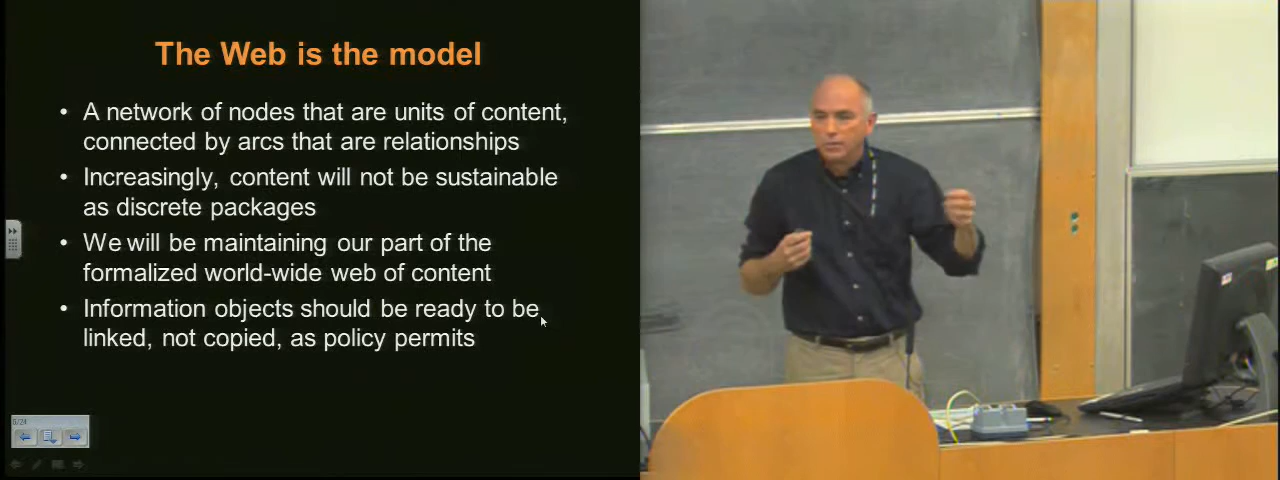 The Web is the model
• A network of nodes that are units of content,
connected by arcs that are relationships
• Increasingly, content will not be sustainable
as discrete packages
• We will be maintaining our part of the
formalized world-wide web of content
• Information objects should be ready to be
linked, not copied, as policy permits
6/24